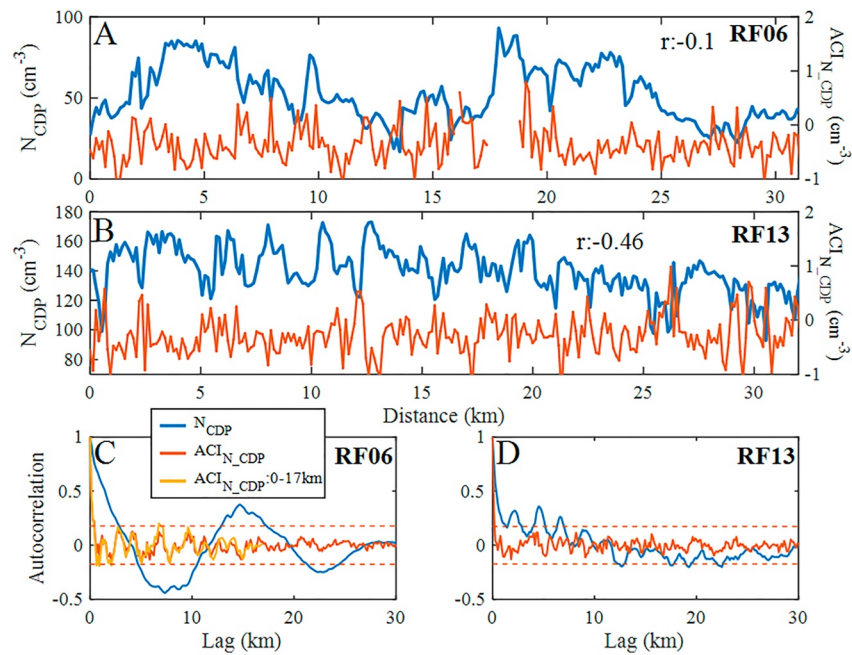 A
r:-0.1
RF06
N_CDP (cm^-3)
100
50
0
ACI_N_CDP (cm^-3)
2
1
0
-1
0 5 10 15 20 25 30
B
r:-0.46
RF13
N_CDP (cm^-3)
180
160
140
120
100
80
ACI_N_CDP (cm^-3)
2
1
0
-1
0 5 10 15 20 25 30
Distance (km)
N_CDP
ACI_N_CDP
ACI_N_CDP:0-17km
C
RF06
Autocorrelation
1
0.5
0
-0.5
0 10 20 30
Lag (km)
D
RF13
1
0.5
0
-0.5
0 10 20 30
Lag (km)